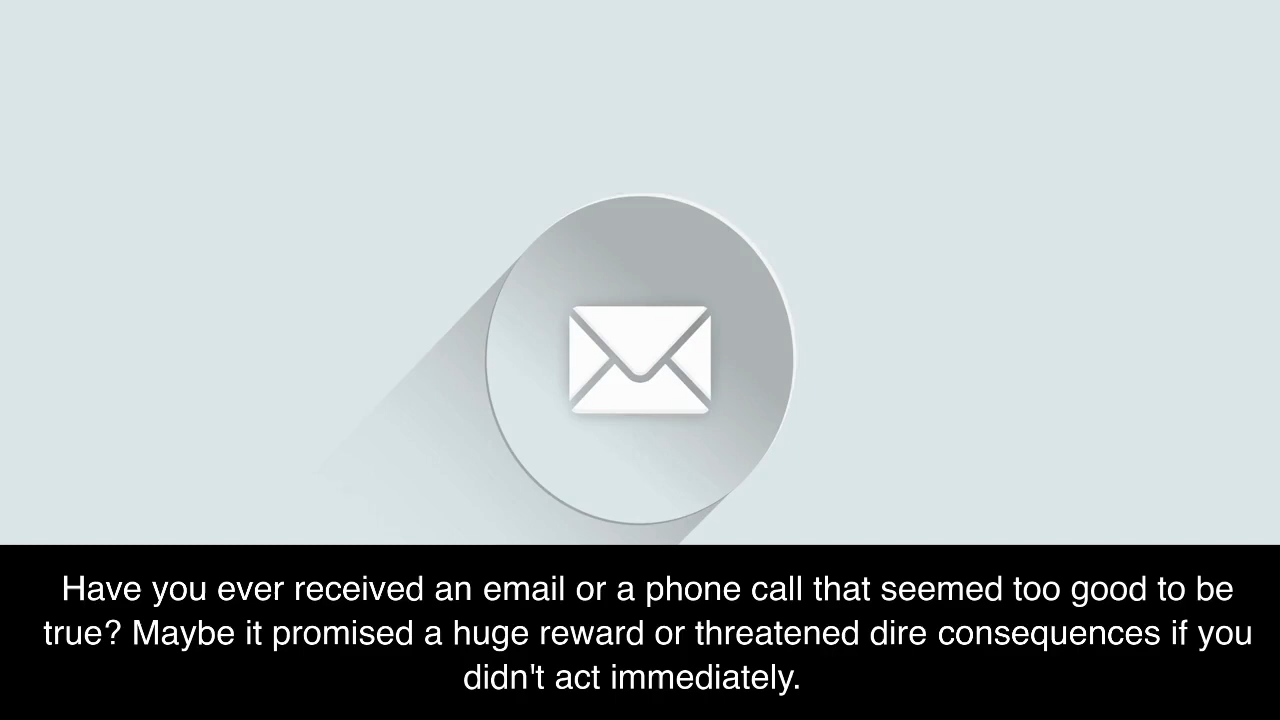 Have you ever received an email or a phone call that seemed too good to be
true? Maybe it promised a huge reward or threatened dire consequences if you
didn't act immediately.